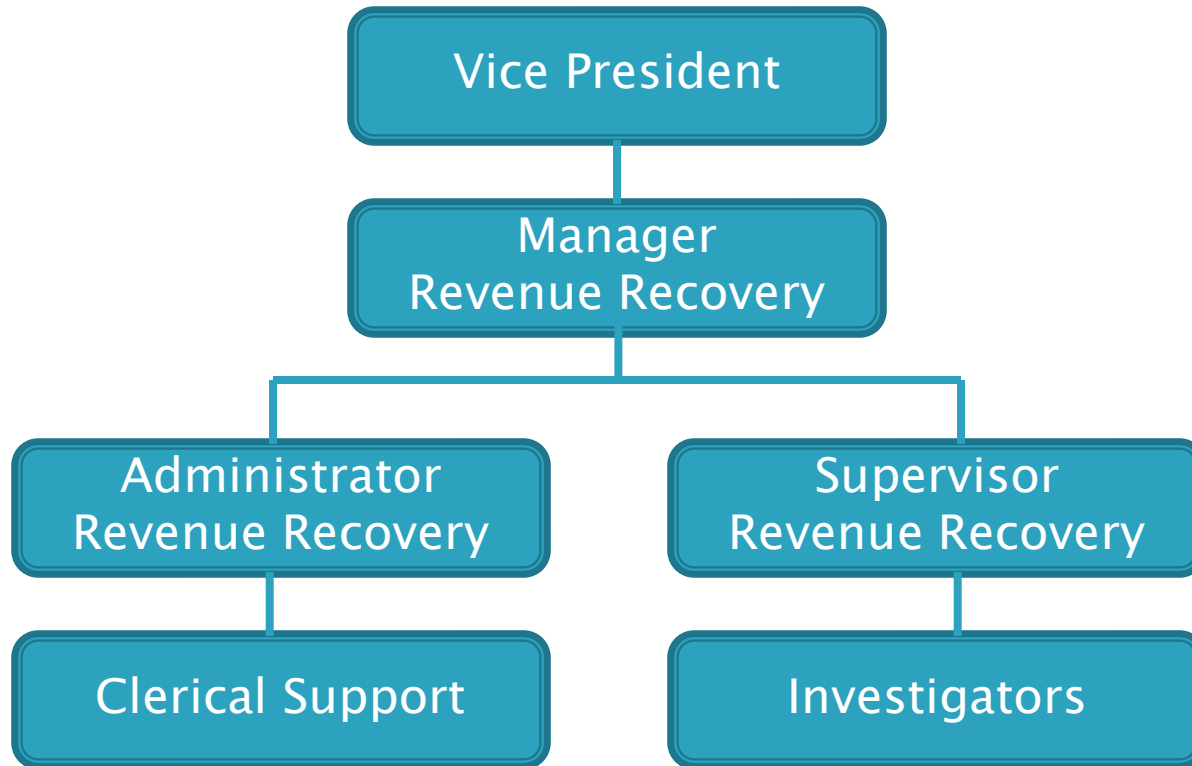 Vice President
Manager
Revenue Recovery
Administrator
Revenue Recovery
Supervisor
Revenue Recovery
Clerical Support
Investigators